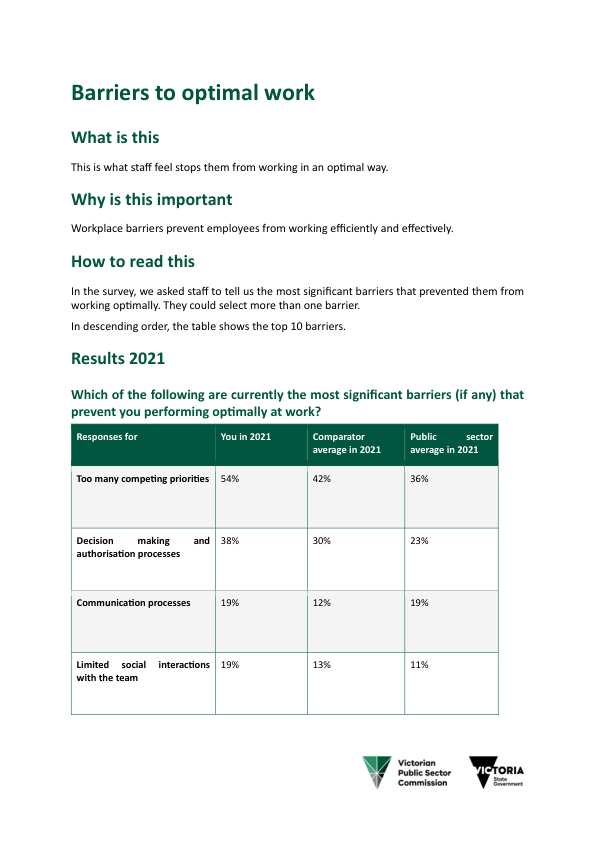 Barriers to optimal work
What is this
This is what staff feel stops them from working in an optimal way.
Why is this important
Workplace barriers prevent employees from working efficiently and effectively.
How to read this
In the survey, we asked staff to tell us the most significant barriers that prevented them from
working optimally. They could select more than one barrier.
In descending order, the table shows the top 10 barriers.
Results 2021
Which of the following are currently the most significant barriers (if any) that
prevent you performing optimally at work?
Responses for You in 2021 Comparator average in 2021 Public sector average in 2021
Too many competing priorities 54% 42% 36%
Decision making and authorisation processes 38% 30% 23%
Communication processes 19% 12% 19%
Limited social interactions with the team 19% 13% 11%
Victorian
Public Sector
Commission
VICTORIA
State
Government